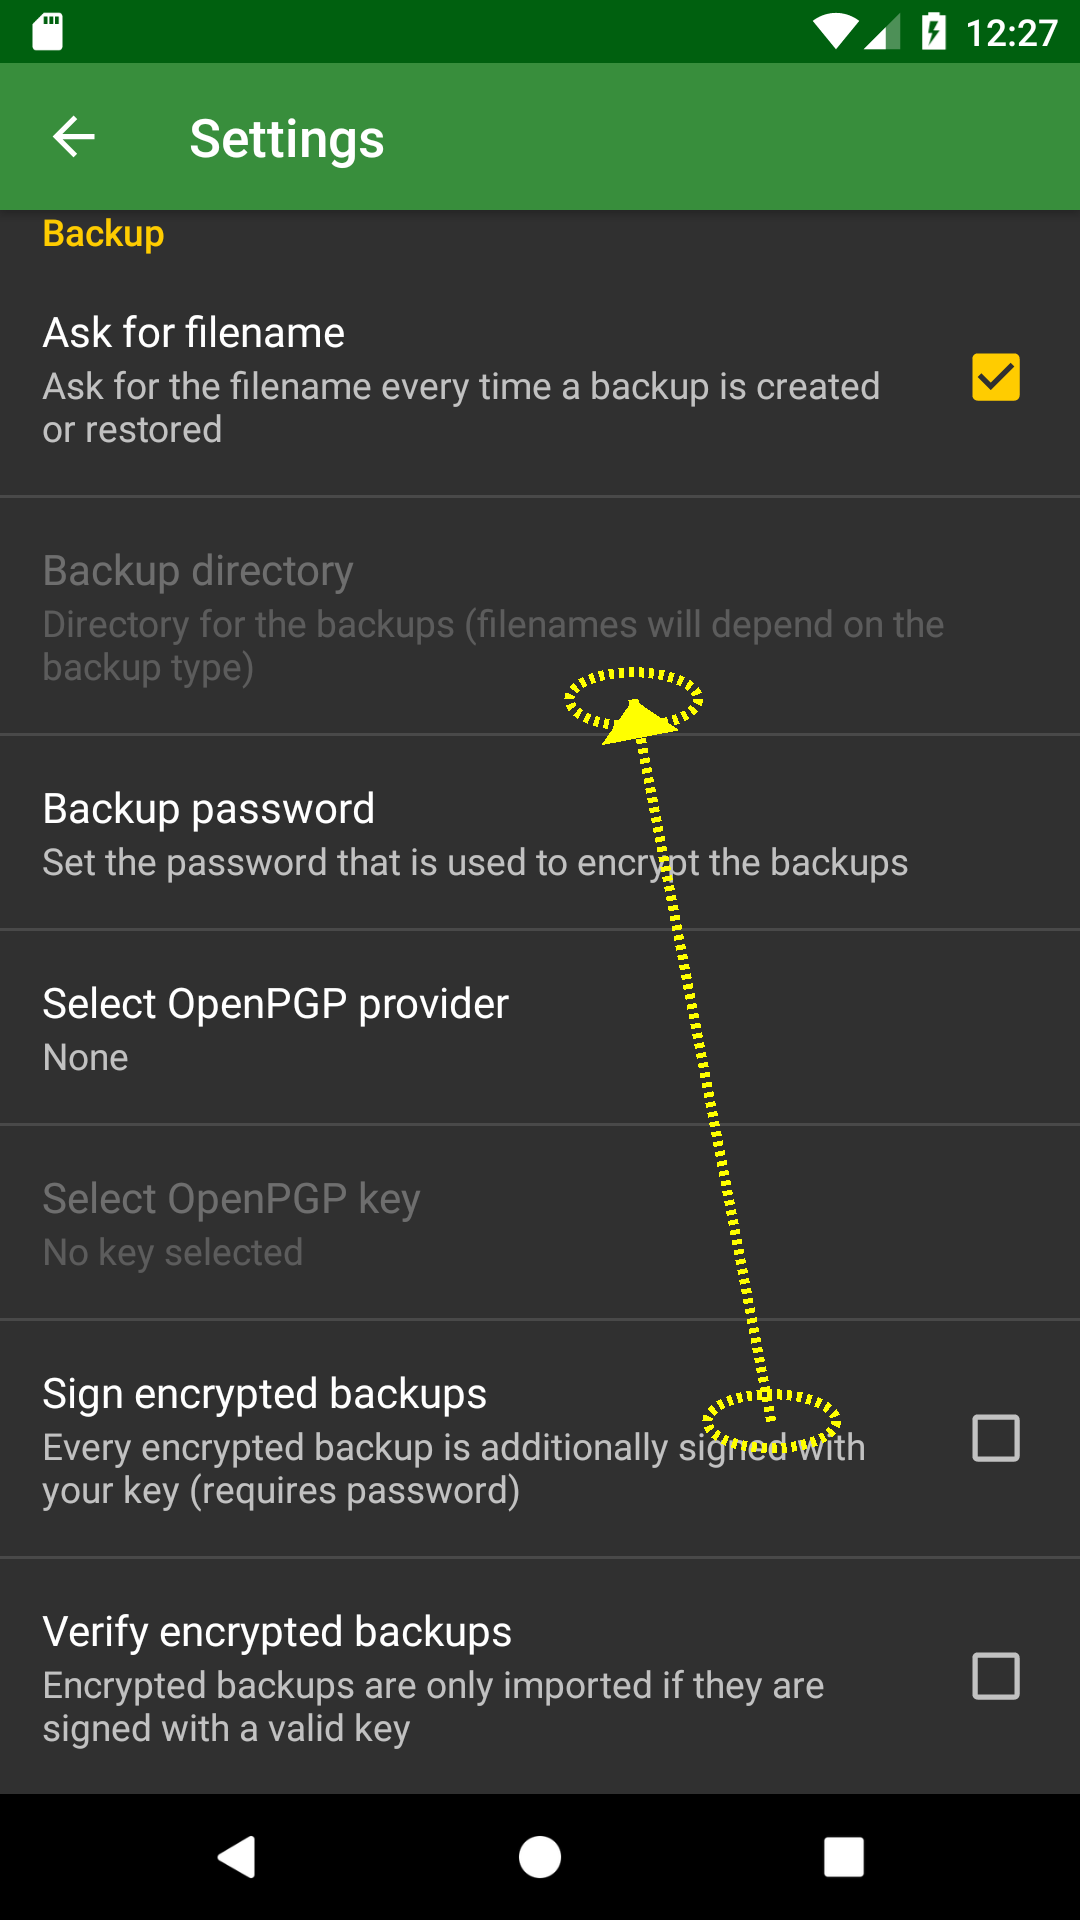 12:27
Settings
Backup
Ask for filename
Ask for the filename every time a backup is created
or restored
Backup directory
Directory for the backups (filenames will depend on the
backup type)
Backup password
Set the password that is used to encrypt the backups
Select OpenPGP provider
None
Select OpenPGP key
No key selected
Sign encrypted backups
Every encrypted backup is additionally signed with
your key (requires password)
Verify encrypted backups
Encrypted backups are only imported if they are
signed with a valid key